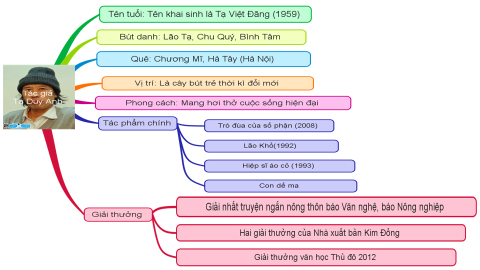 Tên tuổi: Tên khai sinh là Tạ Việt Đãng (1959)
Bút danh: Lão Tạ, Chu Quý, Bình Tâm
Quê: Chương Mĩ, Hà Tây (Hà Nội)
Tác giả
Tạ Duy Anh
Vị trí: Là cây bút trẻ thời kì đổi mới
Phong cách: Mang hơi thở cuộc sống hiện đại
Tác phẩm chính
Trò đùa của số phận (2008)
Lão Khổ(1992)
Hiệp sĩ áo cỏ (1993)
Con dế ma
Giải thưởng
Giải nhất truyện ngắn nông thôn báo Văn nghệ, báo Nông nghiệp
Hai giải thưởng của Nhà xuất bản Kim Đồng
Giải thưởng văn học Thủ đô 2012